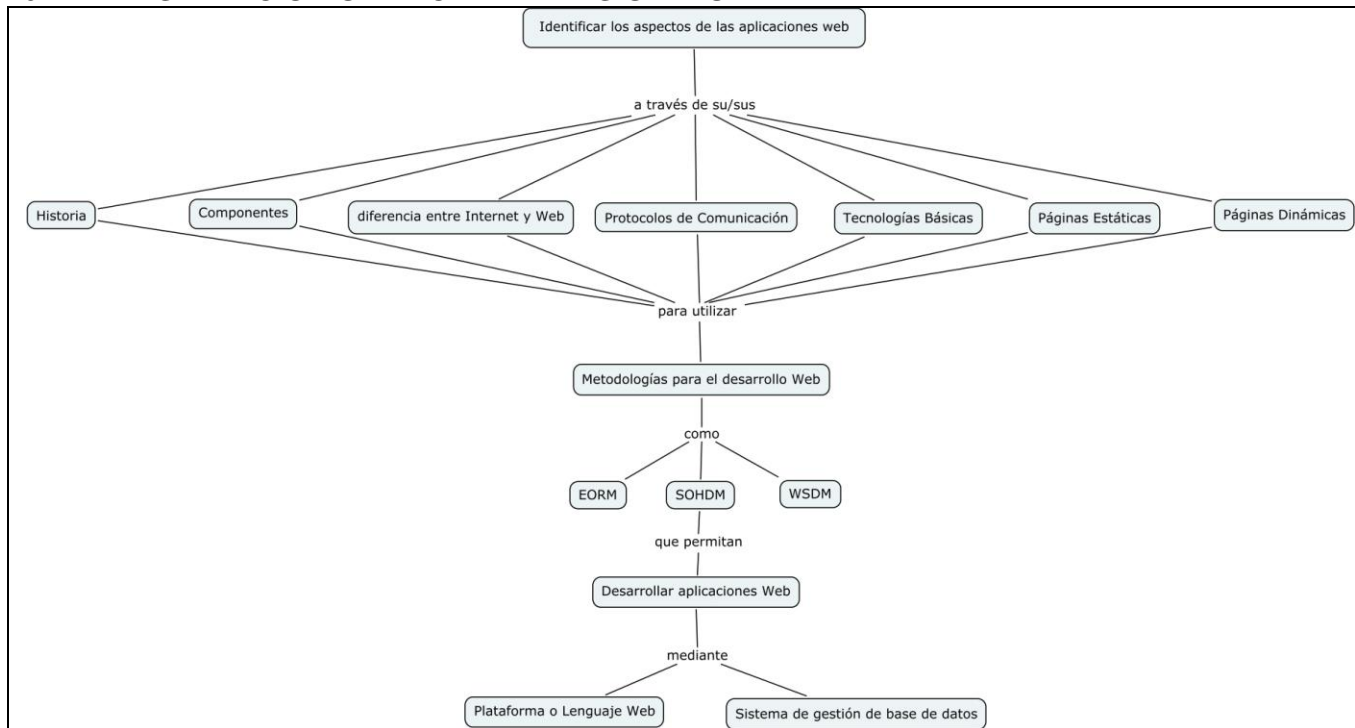 Identificar los aspectos de las aplicaciones web
a través de su/sus
Historia
Componentes
diferencia entre Internet y Web
Protocolos de Comunicación
Tecnologías Básicas
Páginas Estáticas
Páginas Dinámicas
para utilizar
Metodologías para el desarrollo Web
como
EORM
SOHDM
WSDM
que permitan
Desarrollar aplicaciones Web
mediante
Plataforma o Lenguaje Web
Sistema de gestión de base de datos